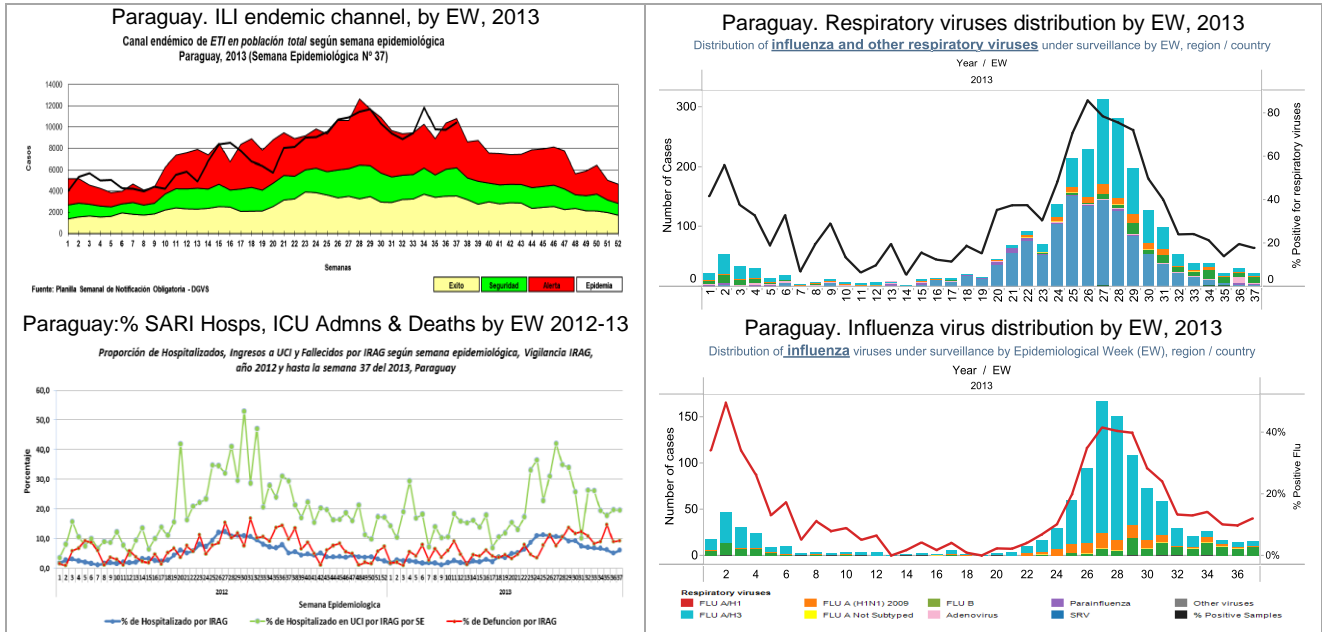 Paraguay. ILI endemic channel, by EW, 2013
Canal endémico de ETI en población total según semana epidemiológica
Paraguay, 2013 (Semana Epidemiológica Nº 37)
14000
12000
10000
8000
6000
4000
2000
0
Casos
1 2 3 4 5 6 7 8 9 10 11 12 13 14 15 16 17 18 19 20 21 22 23 24 25 26 27 28 29 30 31 32 33 34 35 36 37 38 39 40 41 42 43 44 45 46 47 48 49 50 51 52
Semanas
Exito Seguridad Alerta Epidemia
Fuente: Planilla Semanal de Notificación Obligatoria - DGVS
Paraguay:% SARI Hosps, ICU Admns & Deaths by EW 2012-13
Proporción de Hospitalizados, Ingresos a UCI y Fallecidos por IRAG según semana epidemiológica, Vigilancia IRAG,
año 2012 y hasta la semana 37 del 2013, Paraguay
60,0
50,0
40,0
30,0
20,0
10,0
0,0
Porcentaje
2012 2013
Semana Epidemiologica
% de Hospitalizado por IRAG % de Hospitalizado en UCI por IRAG por SE % de Defuncion por IRAG
Paraguay. Respiratory viruses distribution by EW, 2013
Distribution of influenza and other respiratory viruses under surveillance by EW, region / country
Year / EW
2013
300
200
100
0
Number of Cases
80
60
40
20
0
% Positive for respiratory viruses
1 2 3 4 5 6 7 8 9 10 11 12 13 14 15 16 17 18 19 20 21 22 23 24 25 26 27 28 29 30 31 32 33 34 35 36 37
Paraguay. Influenza virus distribution by EW, 2013
Distribution of influenza viruses under surveillance by Epidemiological Week (EW), region / country
Year / EW
2013
150
100
50
0
Number of cases
40%
20%
0%
% Positive Flu
2 4 6 8 10 12 14 16 18 20 22 24 26 28 30 32 34 36
Respiratory viruses
FLU A/H1 FLU A (H1N1) 2009 FLU B Parainfluenza Other viruses
FLU A/H3 FLU A Not Subtyped Adenovirus SRV % Positive Samples